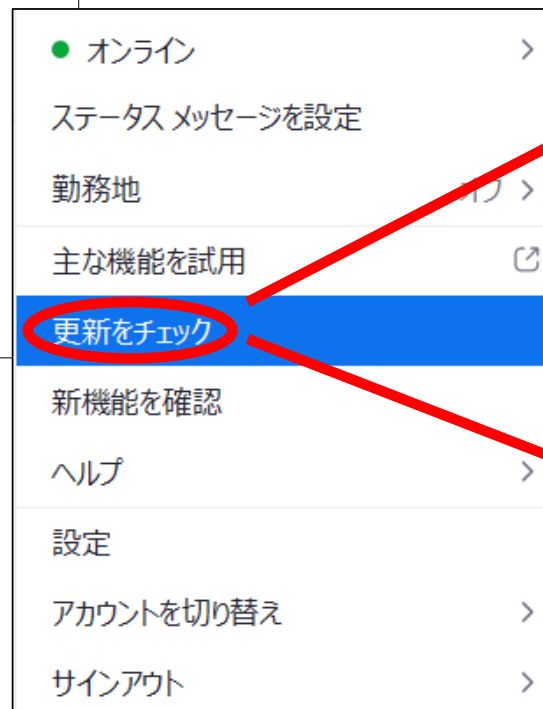 オンライン
ステータス メッセージを設定
勤務地 オフ
主な機能を試用
更新をチェック
新機能を確認
ヘルプ
設定
アカウントを切り替え
サインアウト